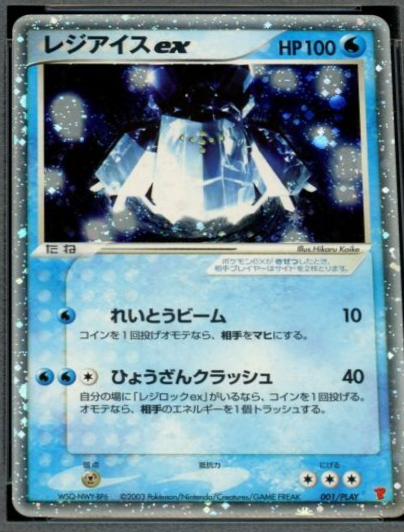 レジアイスex HP100
たね Illus.Hikaru Koike
ポケモンexがきぜつしたとき、
相手プレイヤーはサイドを2枚とります。
れいとうビーム 10
コインを1回投げオモテなら、相手をマヒにする。
ひょうざんクラッシュ 40
自分の場に「レジロックex」がいるなら、コインを1回投げる。
オモテなら、相手のエネルギーを1個トラッシュする。
弱点 抵抗力 にげる
WSQ-NWY-8P6 ©2003 Pokémon/Nintendo/Creatures/GAME FREAK 001/PLAY